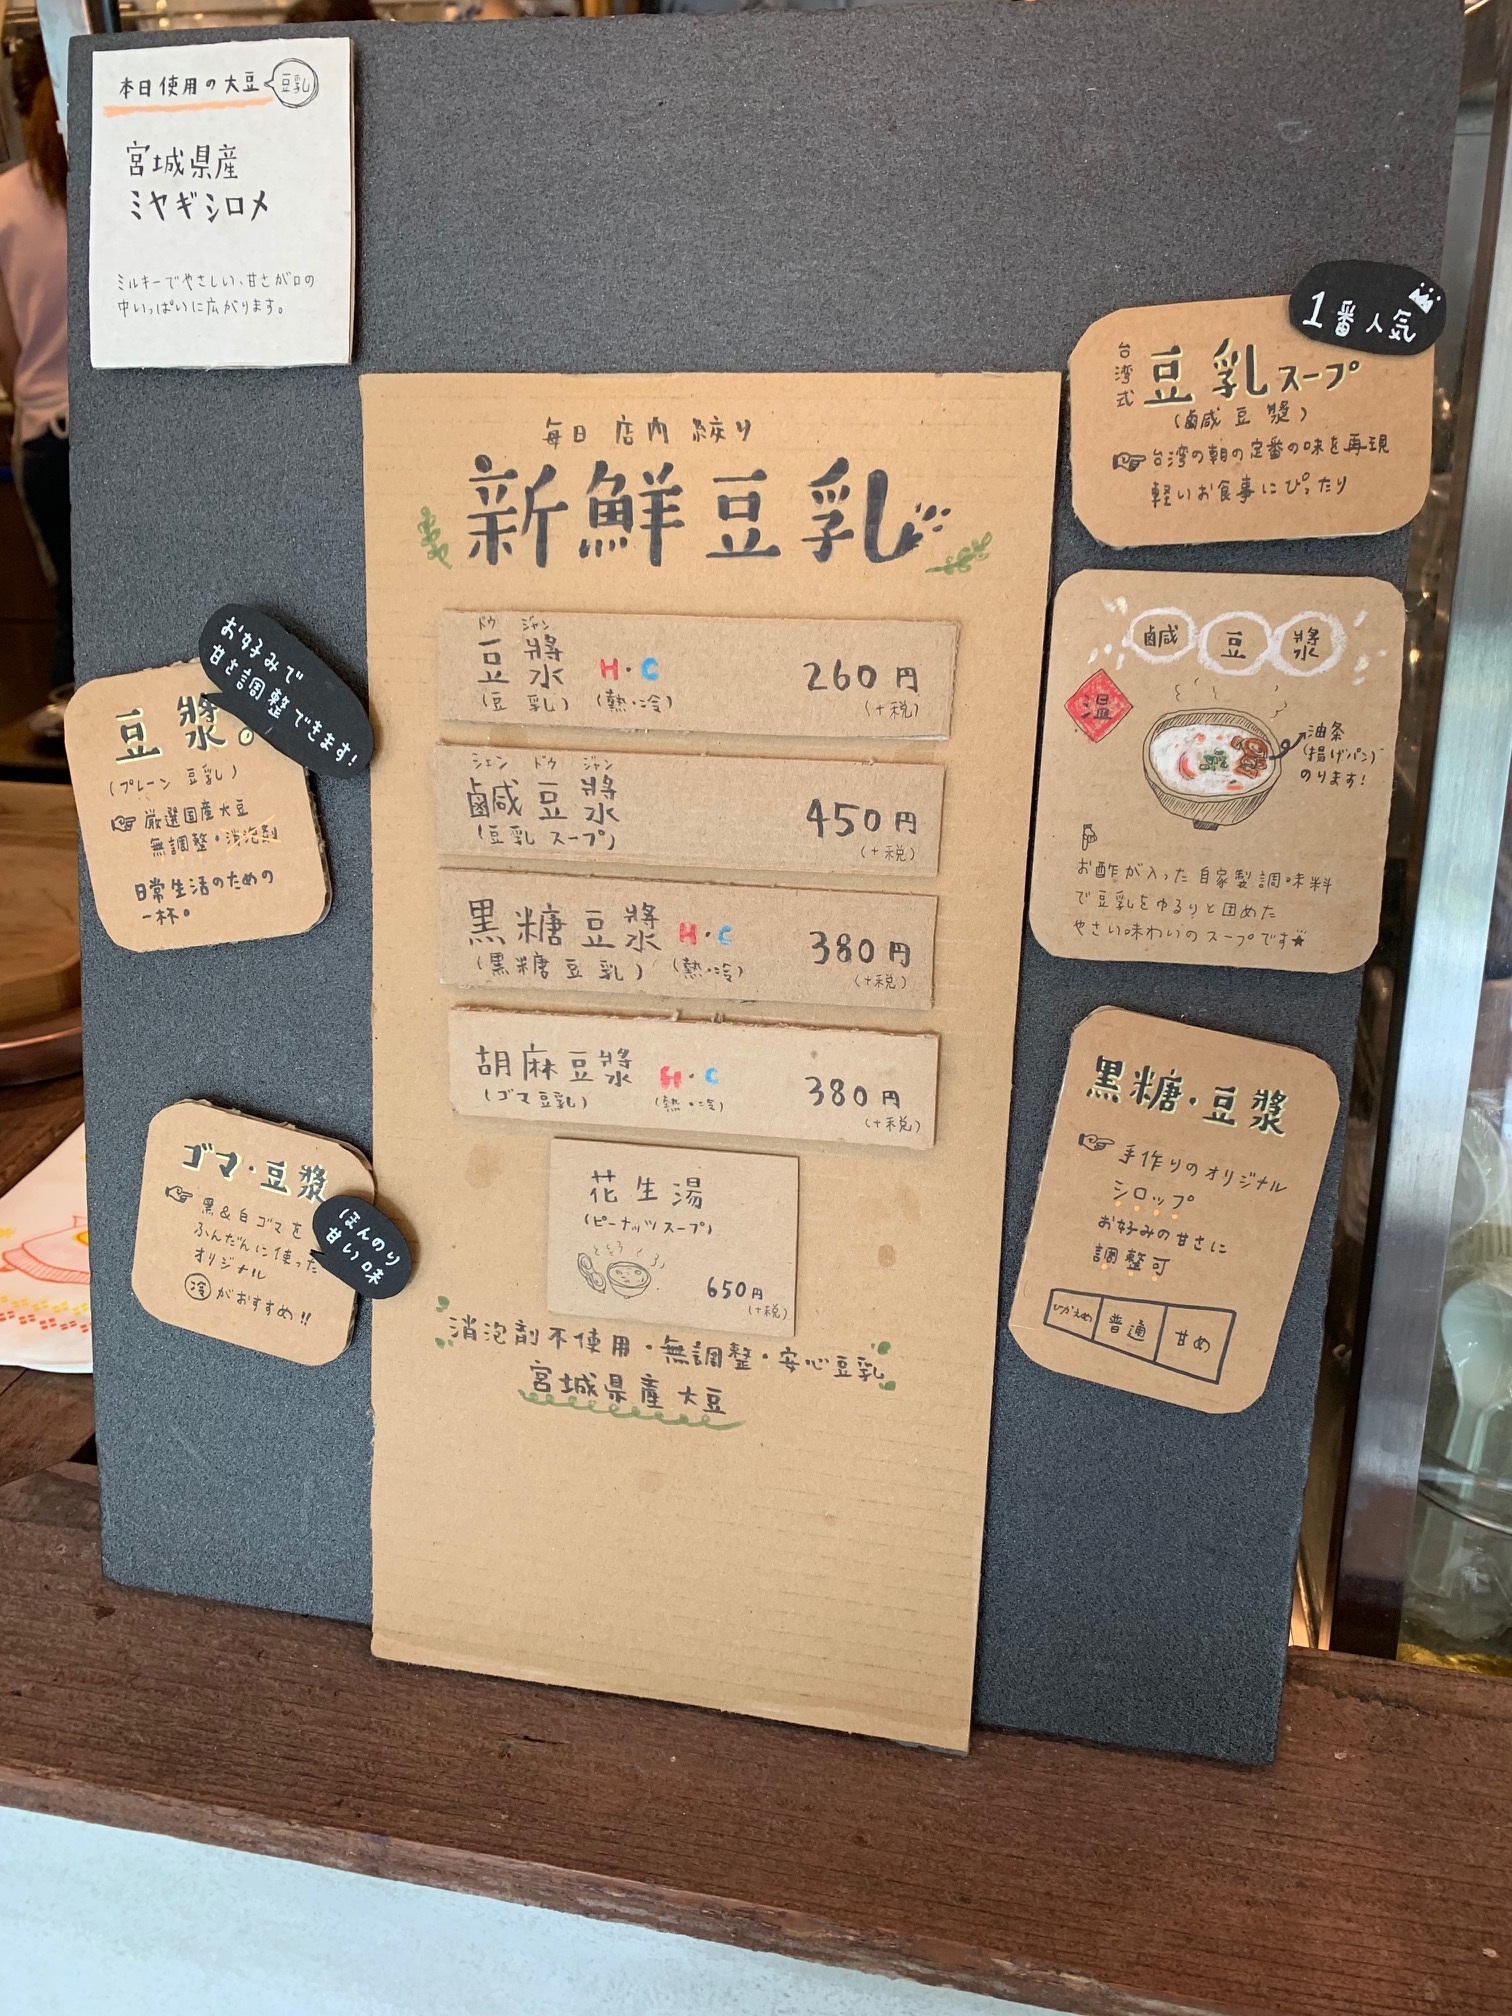 本日使用の大豆 豆乳
宮城県産
ミヤギシロメ
ミルキーでやさしい、甘さが口の
中いっぱいに広がります。
毎日 店内 絞り
新鮮豆乳
ドゥ ジャン
豆漿 H・C 260円
(豆乳) (熱・冷) (+税)
シェン ドゥ ジャン
鹹豆漿 450円
(豆乳スープ) (+税)
黒糖豆漿 H・C 380円
(黒糖豆乳) (熱・冷) (+税)
胡麻豆漿 H・C 380円
(ゴマ豆乳) (熱・冷) (+税)
花生湯
(ピーナッツスープ)
650円
(+税)
消泡剤不使用・無調整・安心豆乳
宮城県産大豆
お好みで
甘さ調整できます!
豆漿。
(プレーン 豆乳)
厳選国産大豆
無調整・消泡剤
日常生活のための
一杯。
ゴマ・豆漿
黒&白ゴマを
ふんだんに使った
オリジナル
冷がおすすめ!!
ほんのり
甘い味
1番人気
台湾式
豆乳スープ
(鹹豆漿)
台湾の朝の定番の味を再現
軽いお食事にぴったり
鹹豆漿
温
油条
(揚げパン)
のります!
お酢が入った自家製調味料
で豆乳をゆるりと固めた
やさい味わいのスープです★
黒糖・豆漿
手作りのオリジナル
シロップ
お好みの甘さに
調整可
ひかえめ 普通 甘め